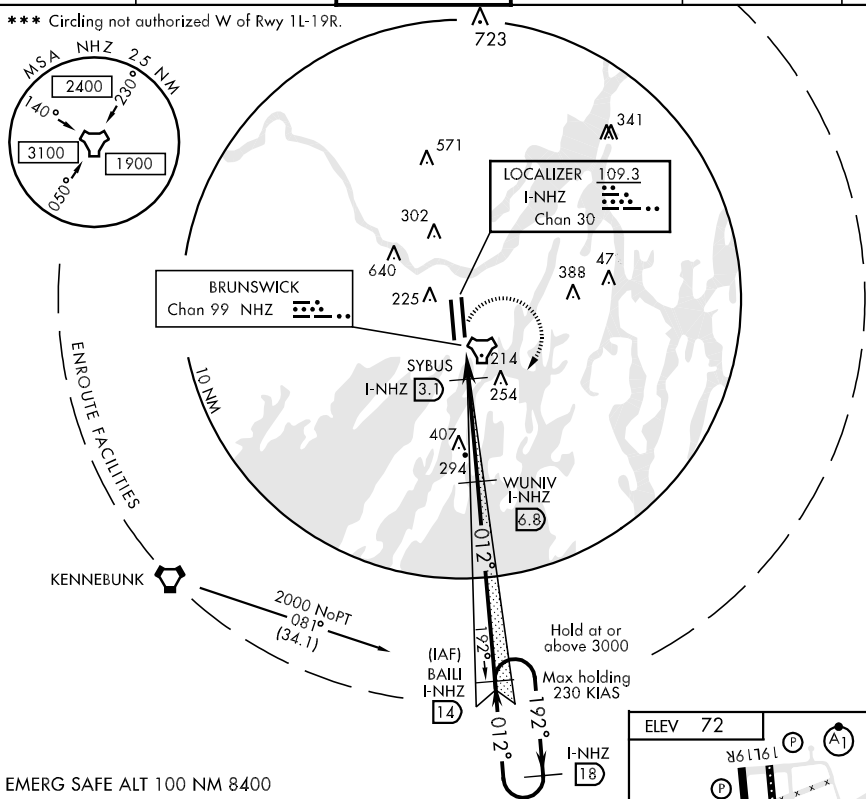 *** Circling not authorized W of Rwy 1L-19R.
MSA NHZ 25 NM
2400
140°
230°
3100
1900
050°
723
341
571
LOCALIZER 109.3
I-NHZ
Chan 30
302
640
225
388
47
BRUNSWICK
Chan 99 NHZ
214
SYBUS
I-NHZ 3.1
254
10 NM
ENROUTE FACILITIES
407
294
WUNIV
I-NHZ
6.8
012°
KENNEBUNK
2000 NoPT
081°
(34.1)
192°
Hold at or
above 3000
(IAF)
BAILI
I-NHZ
14
Max holding
230 KIAS
012°
192°
I-NHZ
18
ELEV 72
P
A1
19L19R
P
EMERG SAFE ALT 100 NM 8400